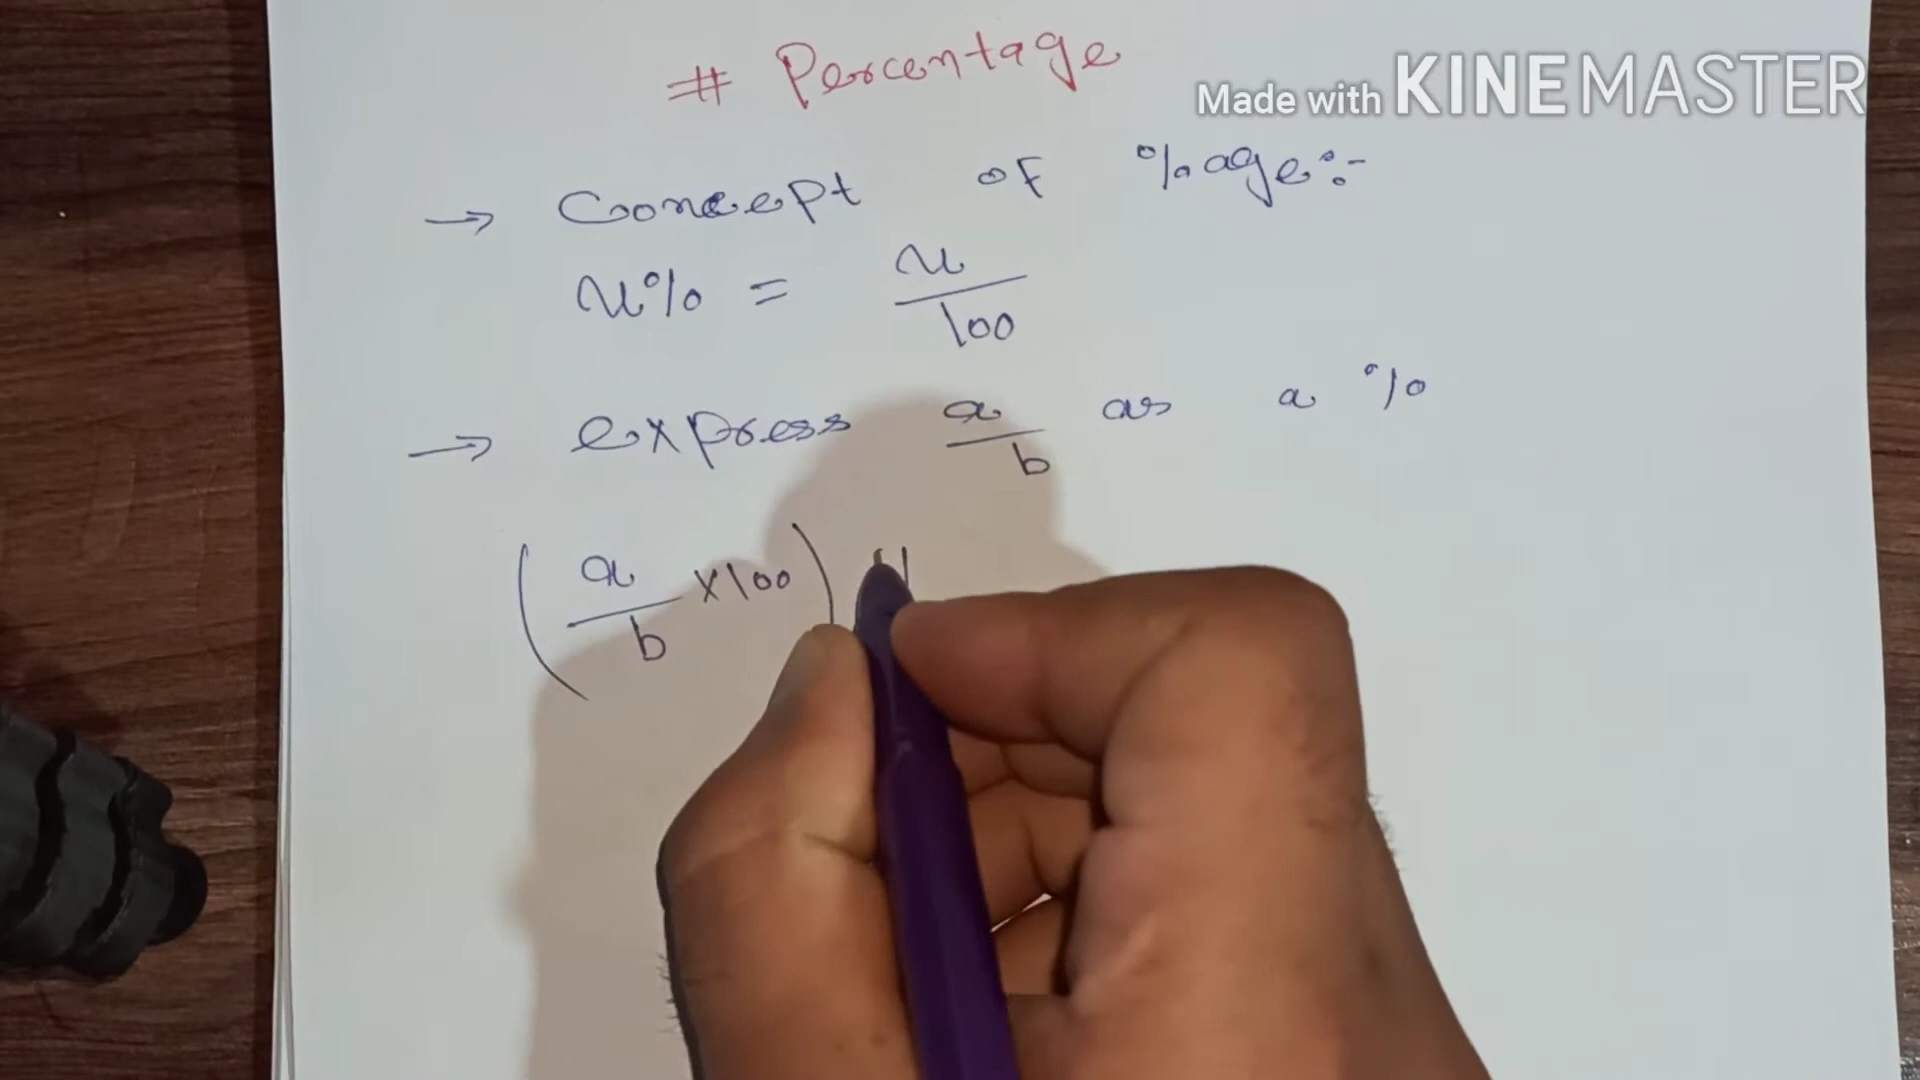 # Percentage
Made with KINEMASTER
→ Concept of %age:-
x% = x/100
→ express a/b as a %
(a/b × 100)